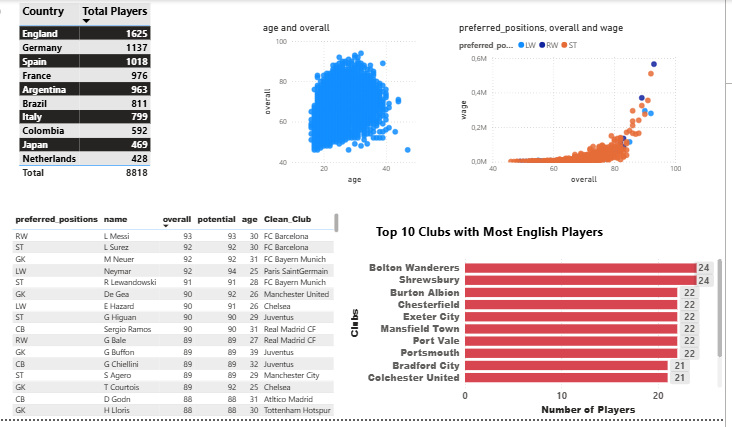 Country Total Players
England 1625
Germany 1137
Spain 1018
France 976
Argentina 963
Brazil 811
Italy 799
Colombia 592
Japan 469
Netherlands 428
Total 8818
age and overall
100
80
60
40
overall
20 40
age
preferred_positions, overall and wage
preferred_po... LW RW ST
0,6M
0,4M
0,2M
0,0M
wage
40 60 80 100
overall
preferred_positions name overall potential age Clean_Club
RW L Messi 93 93 30 FC Barcelona
ST L Surez 92 92 30 FC Barcelona
GK M Neuer 92 92 31 FC Bayern Munich
LW Neymar 92 94 25 Paris SaintGermain
ST R Lewandowski 91 91 28 FC Bayern Munich
GK De Gea 90 92 26 Manchester United
LW E Hazard 90 91 26 Chelsea
ST G Higuan 90 90 29 Juventus
CB Sergio Ramos 90 90 31 Real Madrid CF
RW G Bale 89 89 27 Real Madrid CF
GK G Buffon 89 89 39 Juventus
CB G Chiellini 89 89 32 Juventus
ST S Agero 89 89 29 Manchester City
GK T Courtois 89 92 25 Chelsea
CB D Godn 88 88 31 Atltico Madrid
GK H Lloris 88 88 30 Tottenham Hotspur
Top 10 Clubs with Most English Players
Clubs
Bolton Wanderers 24
Shrewsbury 24
Burton Albion 22
Chesterfield 22
Exeter City 22
Mansfield Town 22
Port Vale 22
Portsmouth 22
Bradford City 21
Colchester United 21
0 10 20
Number of Players